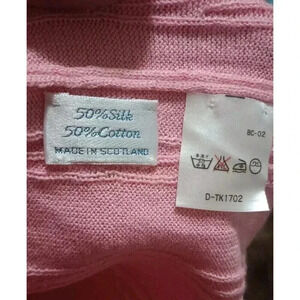 50%Silk
50%Cotton
MADE IN SCOTLAND
BC-02
D-TK1702